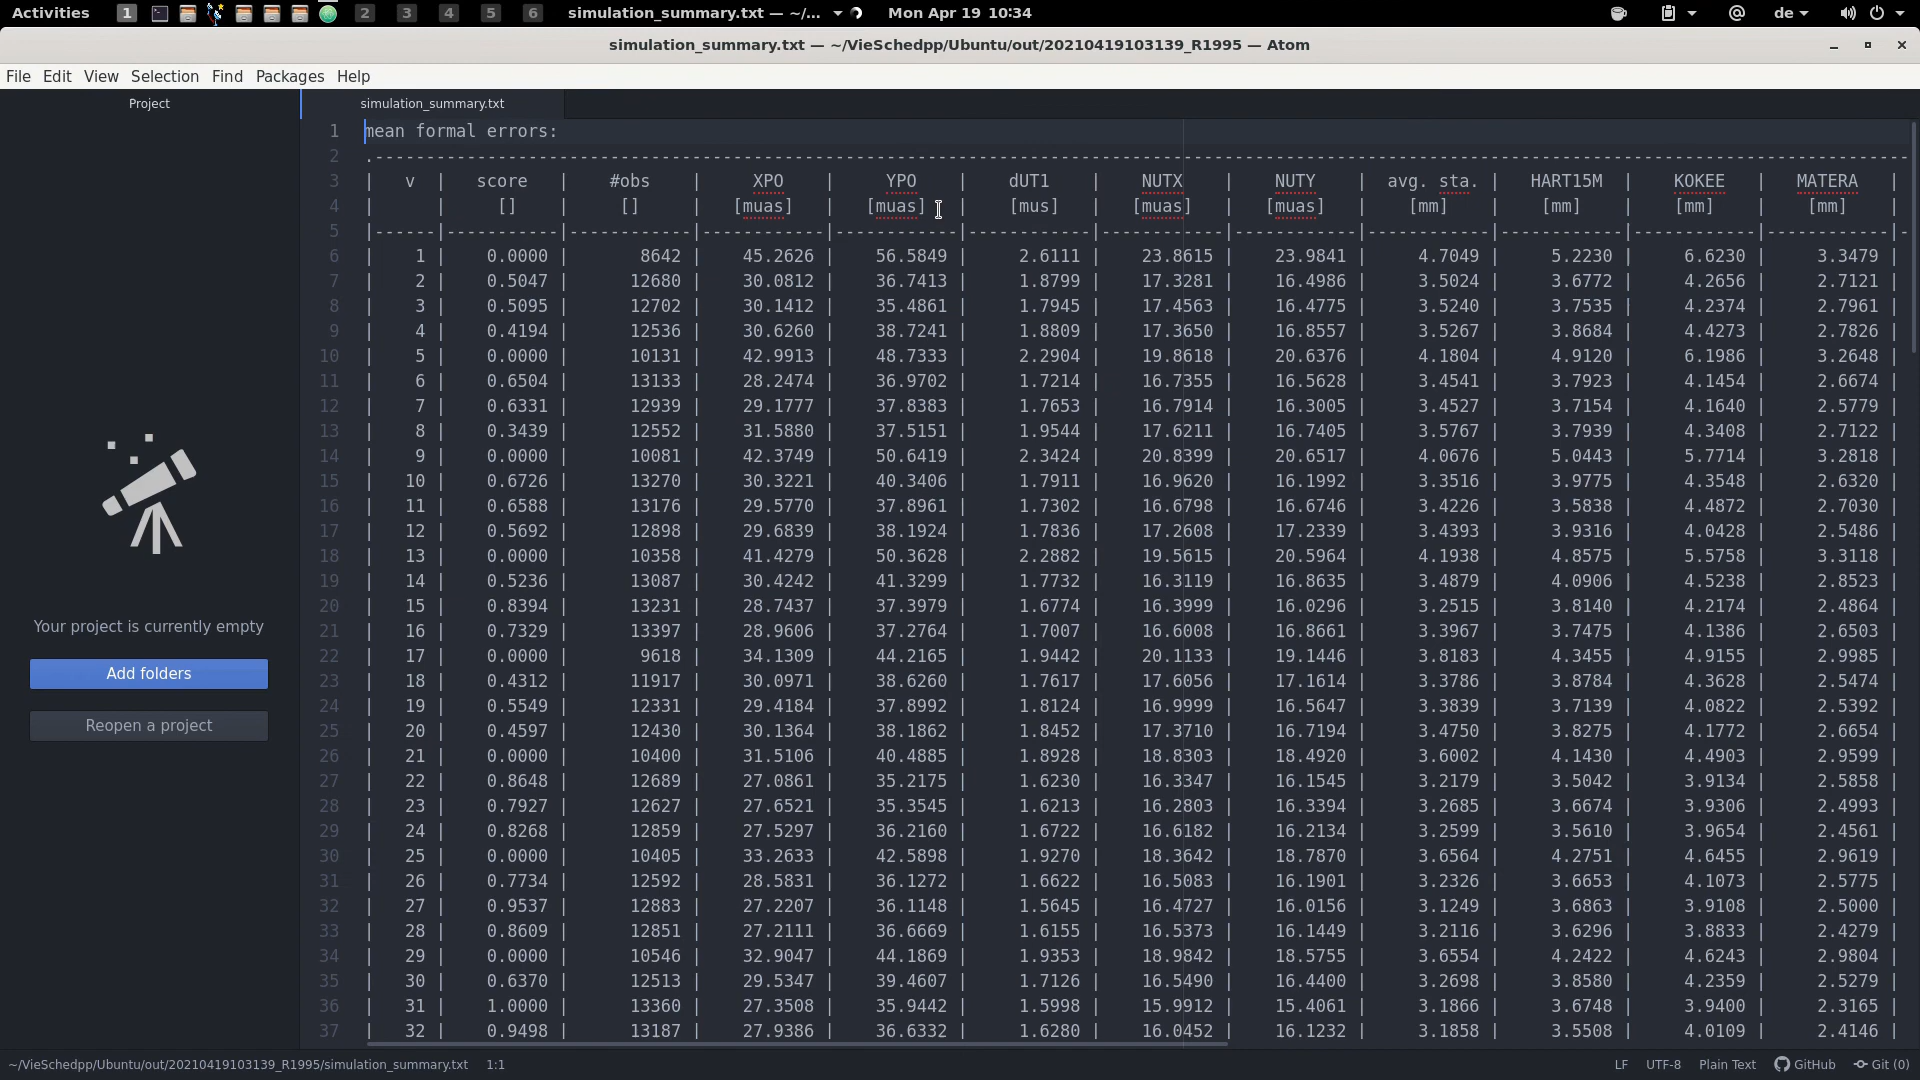 Activities 1 2 3 4 5 6 simulation_summary.txt — ~/... Mon Apr 19 10:34 de
simulation_summary.txt — ~/VieSchedpp/Ubuntu/out/20210419103139_R1995 — Atom
File Edit View Selection Find Packages Help
Project
simulation_summary.txt
1 mean formal errors:
2 .-----------------------------------------------------------------------------------------------------------------------------------------------------
3 | v | score | #obs | XPO | YPO | dUT1 | NUTX | NUTY | avg. sta. | HART15M | KOKEE | MATERA |
4 | | [] | [] | [muas] | [muas] | [mus] | [muas] | [muas] | [mm] | [mm] | [mm] | [mm] |
5 |------|-----------|------------|------------|------------|------------|------------|------------|------------|------------|------------|------------|-
6 | 1 | 0.0000 | 8642 | 45.2626 | 56.5849 | 2.6111 | 23.8615 | 23.9841 | 4.7049 | 5.2230 | 6.6230 | 3.3479 |
7 | 2 | 0.5047 | 12680 | 30.0812 | 36.7413 | 1.8799 | 17.3281 | 16.4986 | 3.5024 | 3.6772 | 4.2656 | 2.7121 |
8 | 3 | 0.5095 | 12702 | 30.1412 | 35.4861 | 1.7945 | 17.4563 | 16.4775 | 3.5240 | 3.7535 | 4.2374 | 2.7961 |
9 | 4 | 0.4194 | 12536 | 30.6260 | 38.7241 | 1.8809 | 17.3650 | 16.8557 | 3.5267 | 3.8684 | 4.4273 | 2.7826 |
10 | 5 | 0.0000 | 10131 | 42.9913 | 48.7333 | 2.2904 | 19.8618 | 20.6376 | 4.1804 | 4.9120 | 6.1986 | 3.2648 |
11 | 6 | 0.6504 | 13133 | 28.2474 | 36.9702 | 1.7214 | 16.7355 | 16.5628 | 3.4541 | 3.7923 | 4.1454 | 2.6674 |
12 | 7 | 0.6331 | 12939 | 29.1777 | 37.8383 | 1.7653 | 16.7914 | 16.3005 | 3.4527 | 3.7154 | 4.1640 | 2.5779 |
13 | 8 | 0.3439 | 12552 | 31.5880 | 37.5151 | 1.9544 | 17.6211 | 16.7405 | 3.5767 | 3.7939 | 4.3408 | 2.7122 |
14 | 9 | 0.0000 | 10081 | 42.3749 | 50.6419 | 2.3424 | 20.8399 | 20.6517 | 4.0676 | 5.0443 | 5.7714 | 3.2818 |
15 | 10 | 0.6726 | 13270 | 30.3221 | 40.3406 | 1.7911 | 16.9620 | 16.1992 | 3.3516 | 3.9775 | 4.3548 | 2.6320 |
16 | 11 | 0.6588 | 13176 | 29.5770 | 37.8961 | 1.7302 | 16.6798 | 16.6746 | 3.4226 | 3.5838 | 4.4872 | 2.7030 |
17 | 12 | 0.5692 | 12898 | 29.6839 | 38.1924 | 1.7836 | 17.2608 | 17.2339 | 3.4393 | 3.9316 | 4.0428 | 2.5486 |
18 | 13 | 0.0000 | 10358 | 41.4279 | 50.3628 | 2.2882 | 19.5615 | 20.5964 | 4.1938 | 4.8575 | 5.5758 | 3.3118 |
19 | 14 | 0.5236 | 13087 | 30.4242 | 41.3299 | 1.7732 | 16.3119 | 16.8635 | 3.4879 | 4.0906 | 4.5238 | 2.8523 |
20 | 15 | 0.8394 | 13231 | 28.7437 | 37.3979 | 1.6774 | 16.3999 | 16.0296 | 3.2515 | 3.8140 | 4.2174 | 2.4864 |
21 | 16 | 0.7329 | 13397 | 28.9606 | 37.2764 | 1.7007 | 16.6008 | 16.8661 | 3.3967 | 3.7475 | 4.1386 | 2.6503 |
22 | 17 | 0.0000 | 9618 | 34.1309 | 44.2165 | 1.9442 | 20.1133 | 19.1446 | 3.8183 | 4.3455 | 4.9155 | 2.9985 |
23 | 18 | 0.4312 | 11917 | 30.0971 | 38.6260 | 1.7617 | 17.6056 | 17.1614 | 3.3786 | 3.8784 | 4.3628 | 2.5474 |
24 | 19 | 0.5549 | 12331 | 29.4184 | 37.8992 | 1.8124 | 16.9999 | 16.5647 | 3.3839 | 3.7139 | 4.0822 | 2.5392 |
25 | 20 | 0.4597 | 12430 | 30.1364 | 38.1862 | 1.8452 | 17.3710 | 16.7194 | 3.4750 | 3.8275 | 4.1772 | 2.6654 |
26 | 21 | 0.0000 | 10400 | 31.5106 | 40.4885 | 1.8928 | 18.8303 | 18.4920 | 3.6002 | 4.1430 | 4.4903 | 2.9599 |
27 | 22 | 0.8648 | 12689 | 27.0861 | 35.2175 | 1.6230 | 16.3347 | 16.1545 | 3.2179 | 3.5042 | 3.9134 | 2.5858 |
28 | 23 | 0.7927 | 12627 | 27.6521 | 35.3545 | 1.6213 | 16.2803 | 16.3394 | 3.2685 | 3.6674 | 3.9306 | 2.4993 |
29 | 24 | 0.8268 | 12859 | 27.5297 | 36.2160 | 1.6722 | 16.6182 | 16.2134 | 3.2599 | 3.5610 | 3.9654 | 2.4561 |
30 | 25 | 0.0000 | 10405 | 33.2633 | 42.5898 | 1.9270 | 18.3642 | 18.7870 | 3.6564 | 4.2751 | 4.6455 | 2.9619 |
31 | 26 | 0.7734 | 12592 | 28.5831 | 36.1272 | 1.6622 | 16.5083 | 16.1901 | 3.2326 | 3.6653 | 4.1073 | 2.5775 |
32 | 27 | 0.9537 | 12883 | 27.2207 | 36.1148 | 1.5645 | 16.4727 | 16.0156 | 3.1249 | 3.6863 | 3.9108 | 2.5000 |
33 | 28 | 0.8609 | 12851 | 27.2111 | 36.6669 | 1.6155 | 16.5373 | 16.1449 | 3.2116 | 3.6296 | 3.8833 | 2.4279 |
34 | 29 | 0.0000 | 10546 | 32.9047 | 44.1869 | 1.9353 | 18.9842 | 18.5755 | 3.6554 | 4.2422 | 4.6243 | 2.9804 |
35 | 30 | 0.6370 | 12513 | 29.5347 | 39.4607 | 1.7126 | 16.5490 | 16.4400 | 3.2698 | 3.8580 | 4.2359 | 2.5279 |
36 | 31 | 1.0000 | 13360 | 27.3508 | 35.9442 | 1.5998 | 15.9912 | 15.4061 | 3.1866 | 3.6748 | 3.9400 | 2.3165 |
37 | 32 | 0.9498 | 13187 | 27.9386 | 36.6332 | 1.6280 | 16.0452 | 16.1232 | 3.1858 | 3.5508 | 4.0109 | 2.4146 |
Your project is currently empty
Add folders
Reopen a project
~/VieSchedpp/Ubuntu/out/20210419103139_R1995/simulation_summary.txt 1:1 LF UTF-8 Plain Text GitHub Git (0)